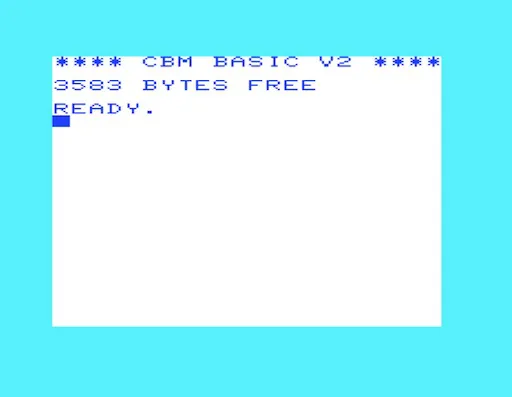 **** CBM BASIC V2 ****
3583 BYTES FREE
READY.